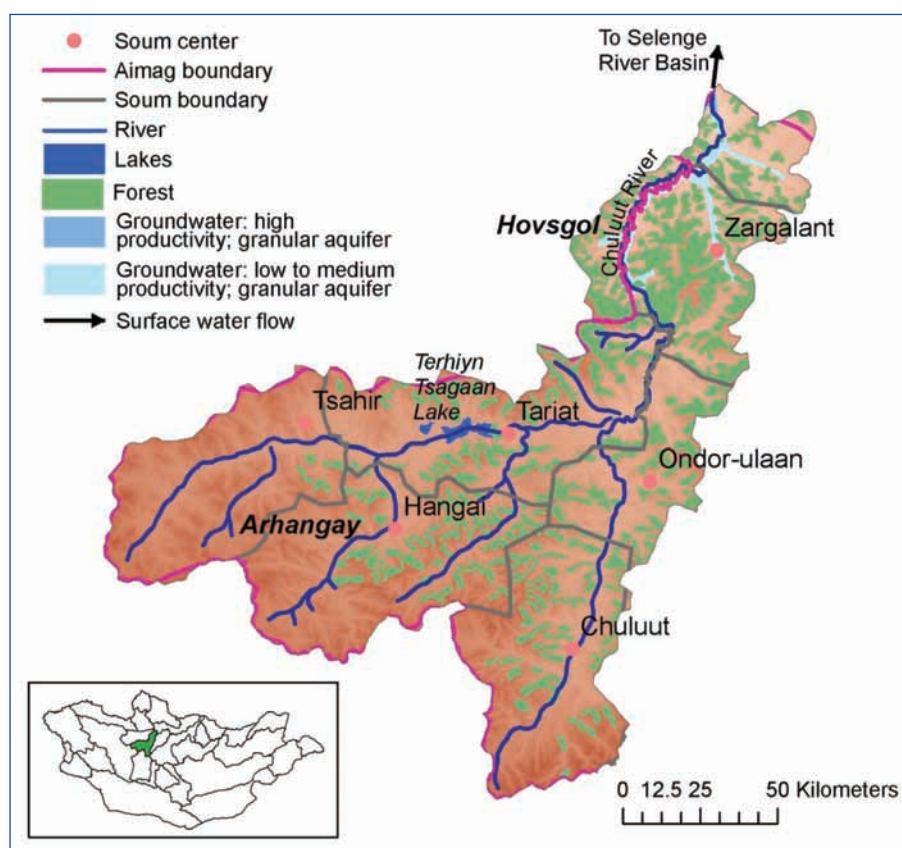 Soum center
Aimag boundary
Soum boundary
River
Lakes
Forest
Groundwater: high
productivity; granular aquifer
Groundwater: low to medium
productivity; granular aquifer
Surface water flow
To Selenge
River Basin
Chuluut River
Hovsgol
Zargalant
Terhiyn
Tsagaan
Lake
Tsahir
Tariat
Ondor-ulaan
Hangai
Arhangay
Chuluut
0 12.5 25 50 Kilometers